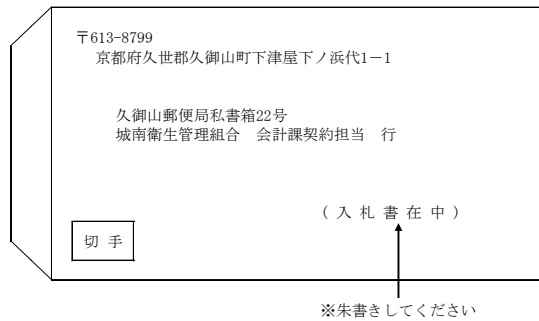 〒613-8799
京都府久世郡久御山町下津屋下ノ浜代1－1
久御山郵便局私書箱22号
城南衛生管理組合　会計課契約担当　行
（ 入 札 書 在 中 ）
切 手
※朱書きしてください